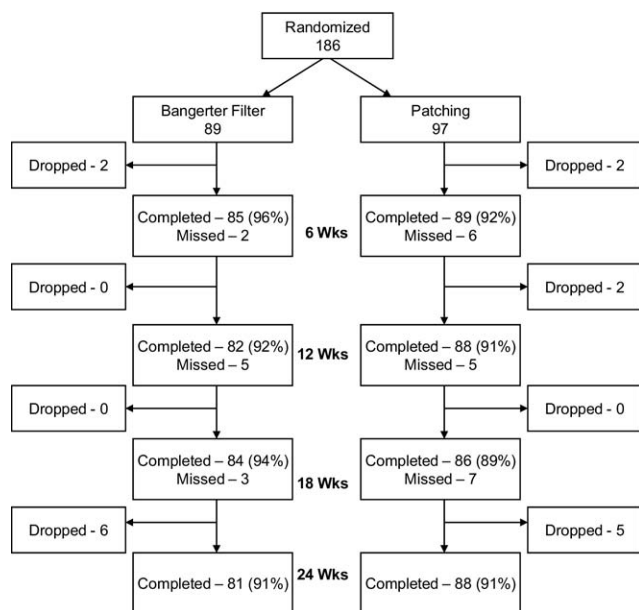 Randomized
186
Bangerter Filter
89
Patching
97
Dropped - 2
Dropped - 2
Completed – 85 (96%)
Missed – 2
6 Wks
Completed – 89 (92%)
Missed – 6
Dropped - 0
Dropped - 2
Completed – 82 (92%)
Missed – 5
12 Wks
Completed – 88 (91%)
Missed – 5
Dropped - 0
Dropped - 0
Completed – 84 (94%)
Missed – 3
18 Wks
Completed – 86 (89%)
Missed – 7
Dropped - 6
Dropped - 5
Completed – 81 (91%)
24 Wks
Completed – 88 (91%)